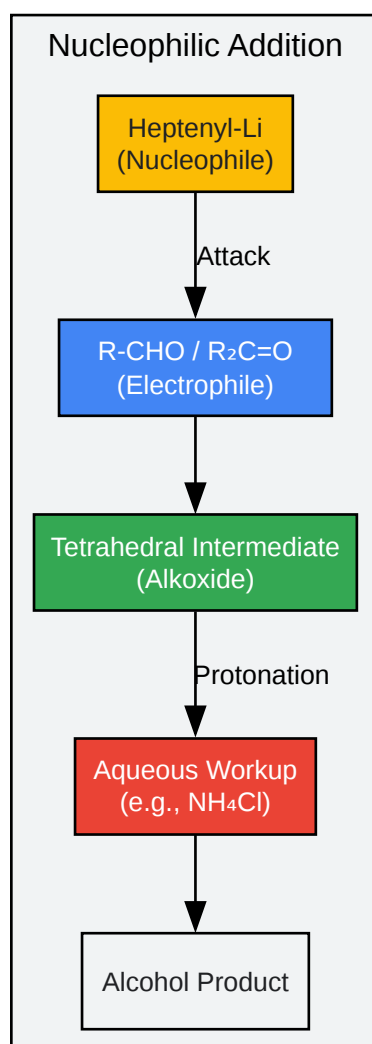 Nucleophilic Addition
Heptenyl-Li
(Nucleophile)
Attack
R-CHO / R₂C=O
(Electrophile)
Tetrahedral Intermediate
(Alkoxide)
Protonation
Aqueous Workup
(e.g., NH₄Cl)
Alcohol Product